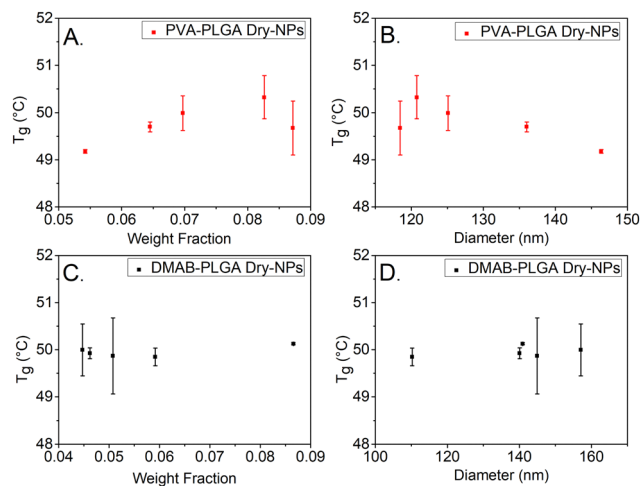 A.
PVA-PLGA Dry-NPs
52
51
50
49
48
Tg (°C)
0.05 0.06 0.07 0.08 0.09
Weight Fraction
B.
PVA-PLGA Dry-NPs
52
51
50
49
48
Tg (°C)
120 130 140 150
Diameter (nm)
C.
DMAB-PLGA Dry-NPs
52
51
50
49
48
Tg (°C)
0.04 0.05 0.06 0.07 0.08 0.09
Weight Fraction
D.
DMAB-PLGA Dry-NPs
52
51
50
49
48
Tg (°C)
100 120 140 160
Diameter (nm)